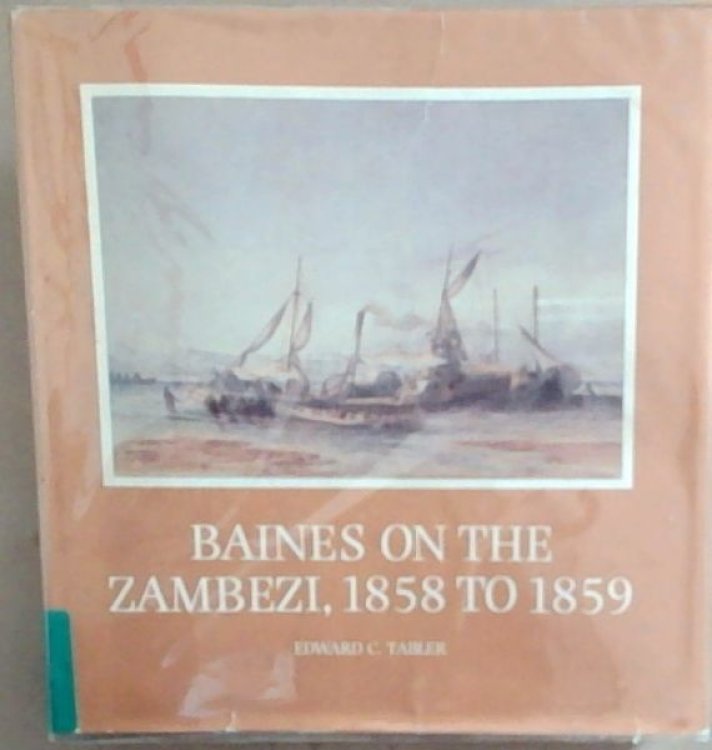 BAINES ON THE
ZAMBEZI, 1858 TO 1859
EDWARD C. TABLER